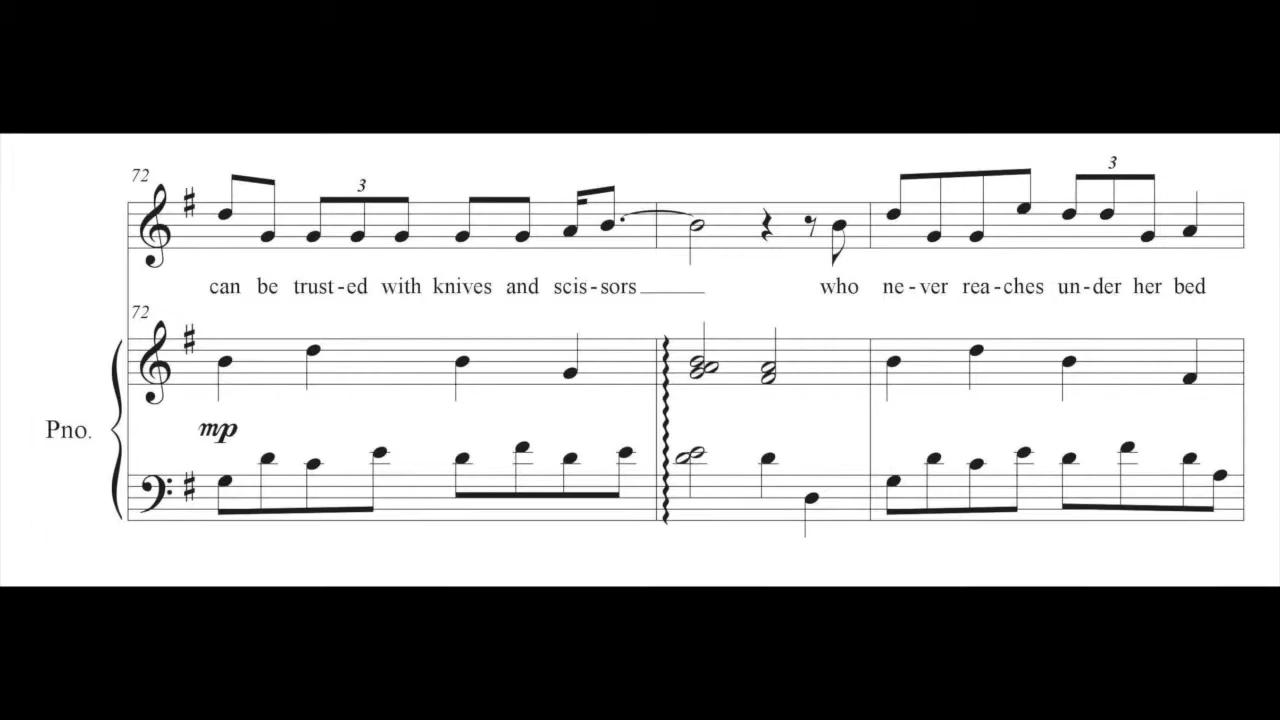 72
3
3
can be trust-ed with knives and scis-sors who ne-ver rea-ches un-der her bed
72
Pno.
mp